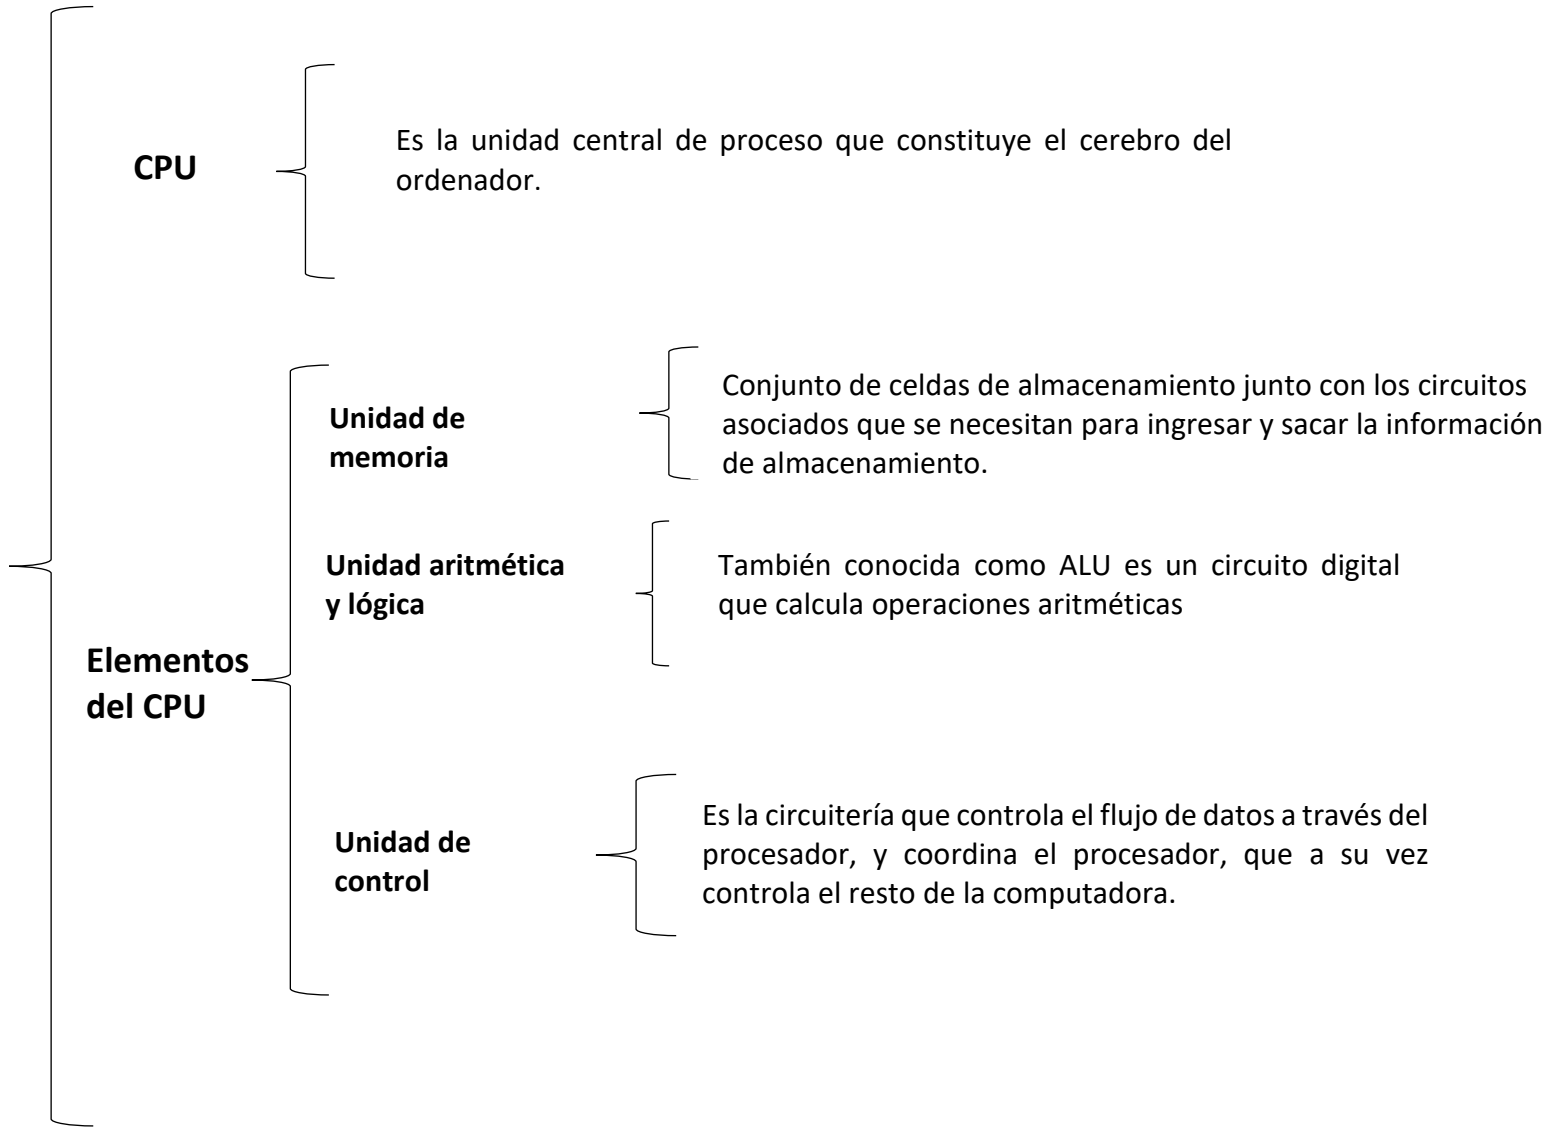 CPU
Es la unidad central de proceso que constituye el cerebro del
ordenador.
Elementos
del CPU
Unidad de
memoria
Conjunto de celdas de almacenamiento junto con los circuitos
asociados que se necesitan para ingresar y sacar la información
de almacenamiento.
Unidad aritmética
y lógica
También conocida como ALU es un circuito digital
que calcula operaciones aritméticas
Unidad de
control
Es la circuitería que controla el flujo de datos a través del
procesador, y coordina el procesador, que a su vez
controla el resto de la computadora.